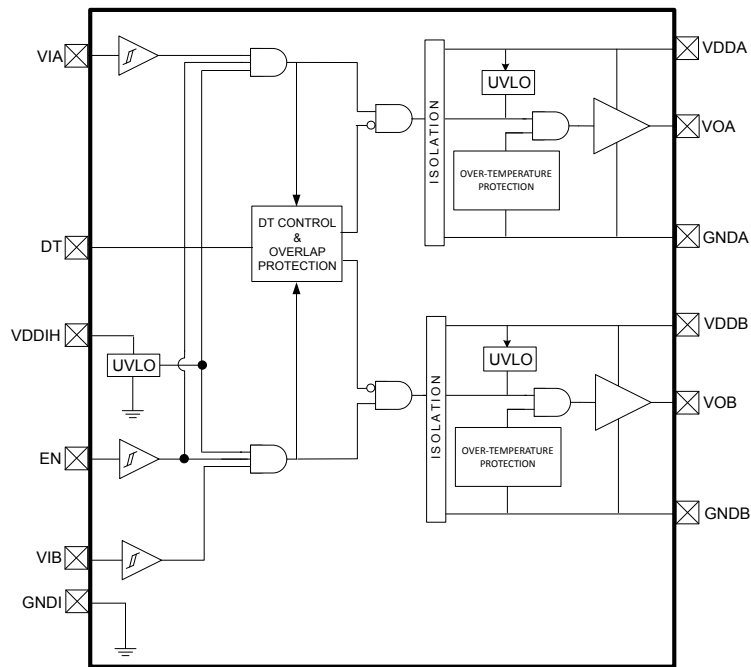 VIA
DT
VDDIH
EN
VIB
GNDI
UVLO
DT CONTROL
&
OVERLAP
PROTECTION
ISOLATION
UVLO
OVER-TEMPERATURE
PROTECTION
VDDA
VOA
GNDA
ISOLATION
UVLO
OVER-TEMPERATURE
PROTECTION
VDDB
VOB
GNDB